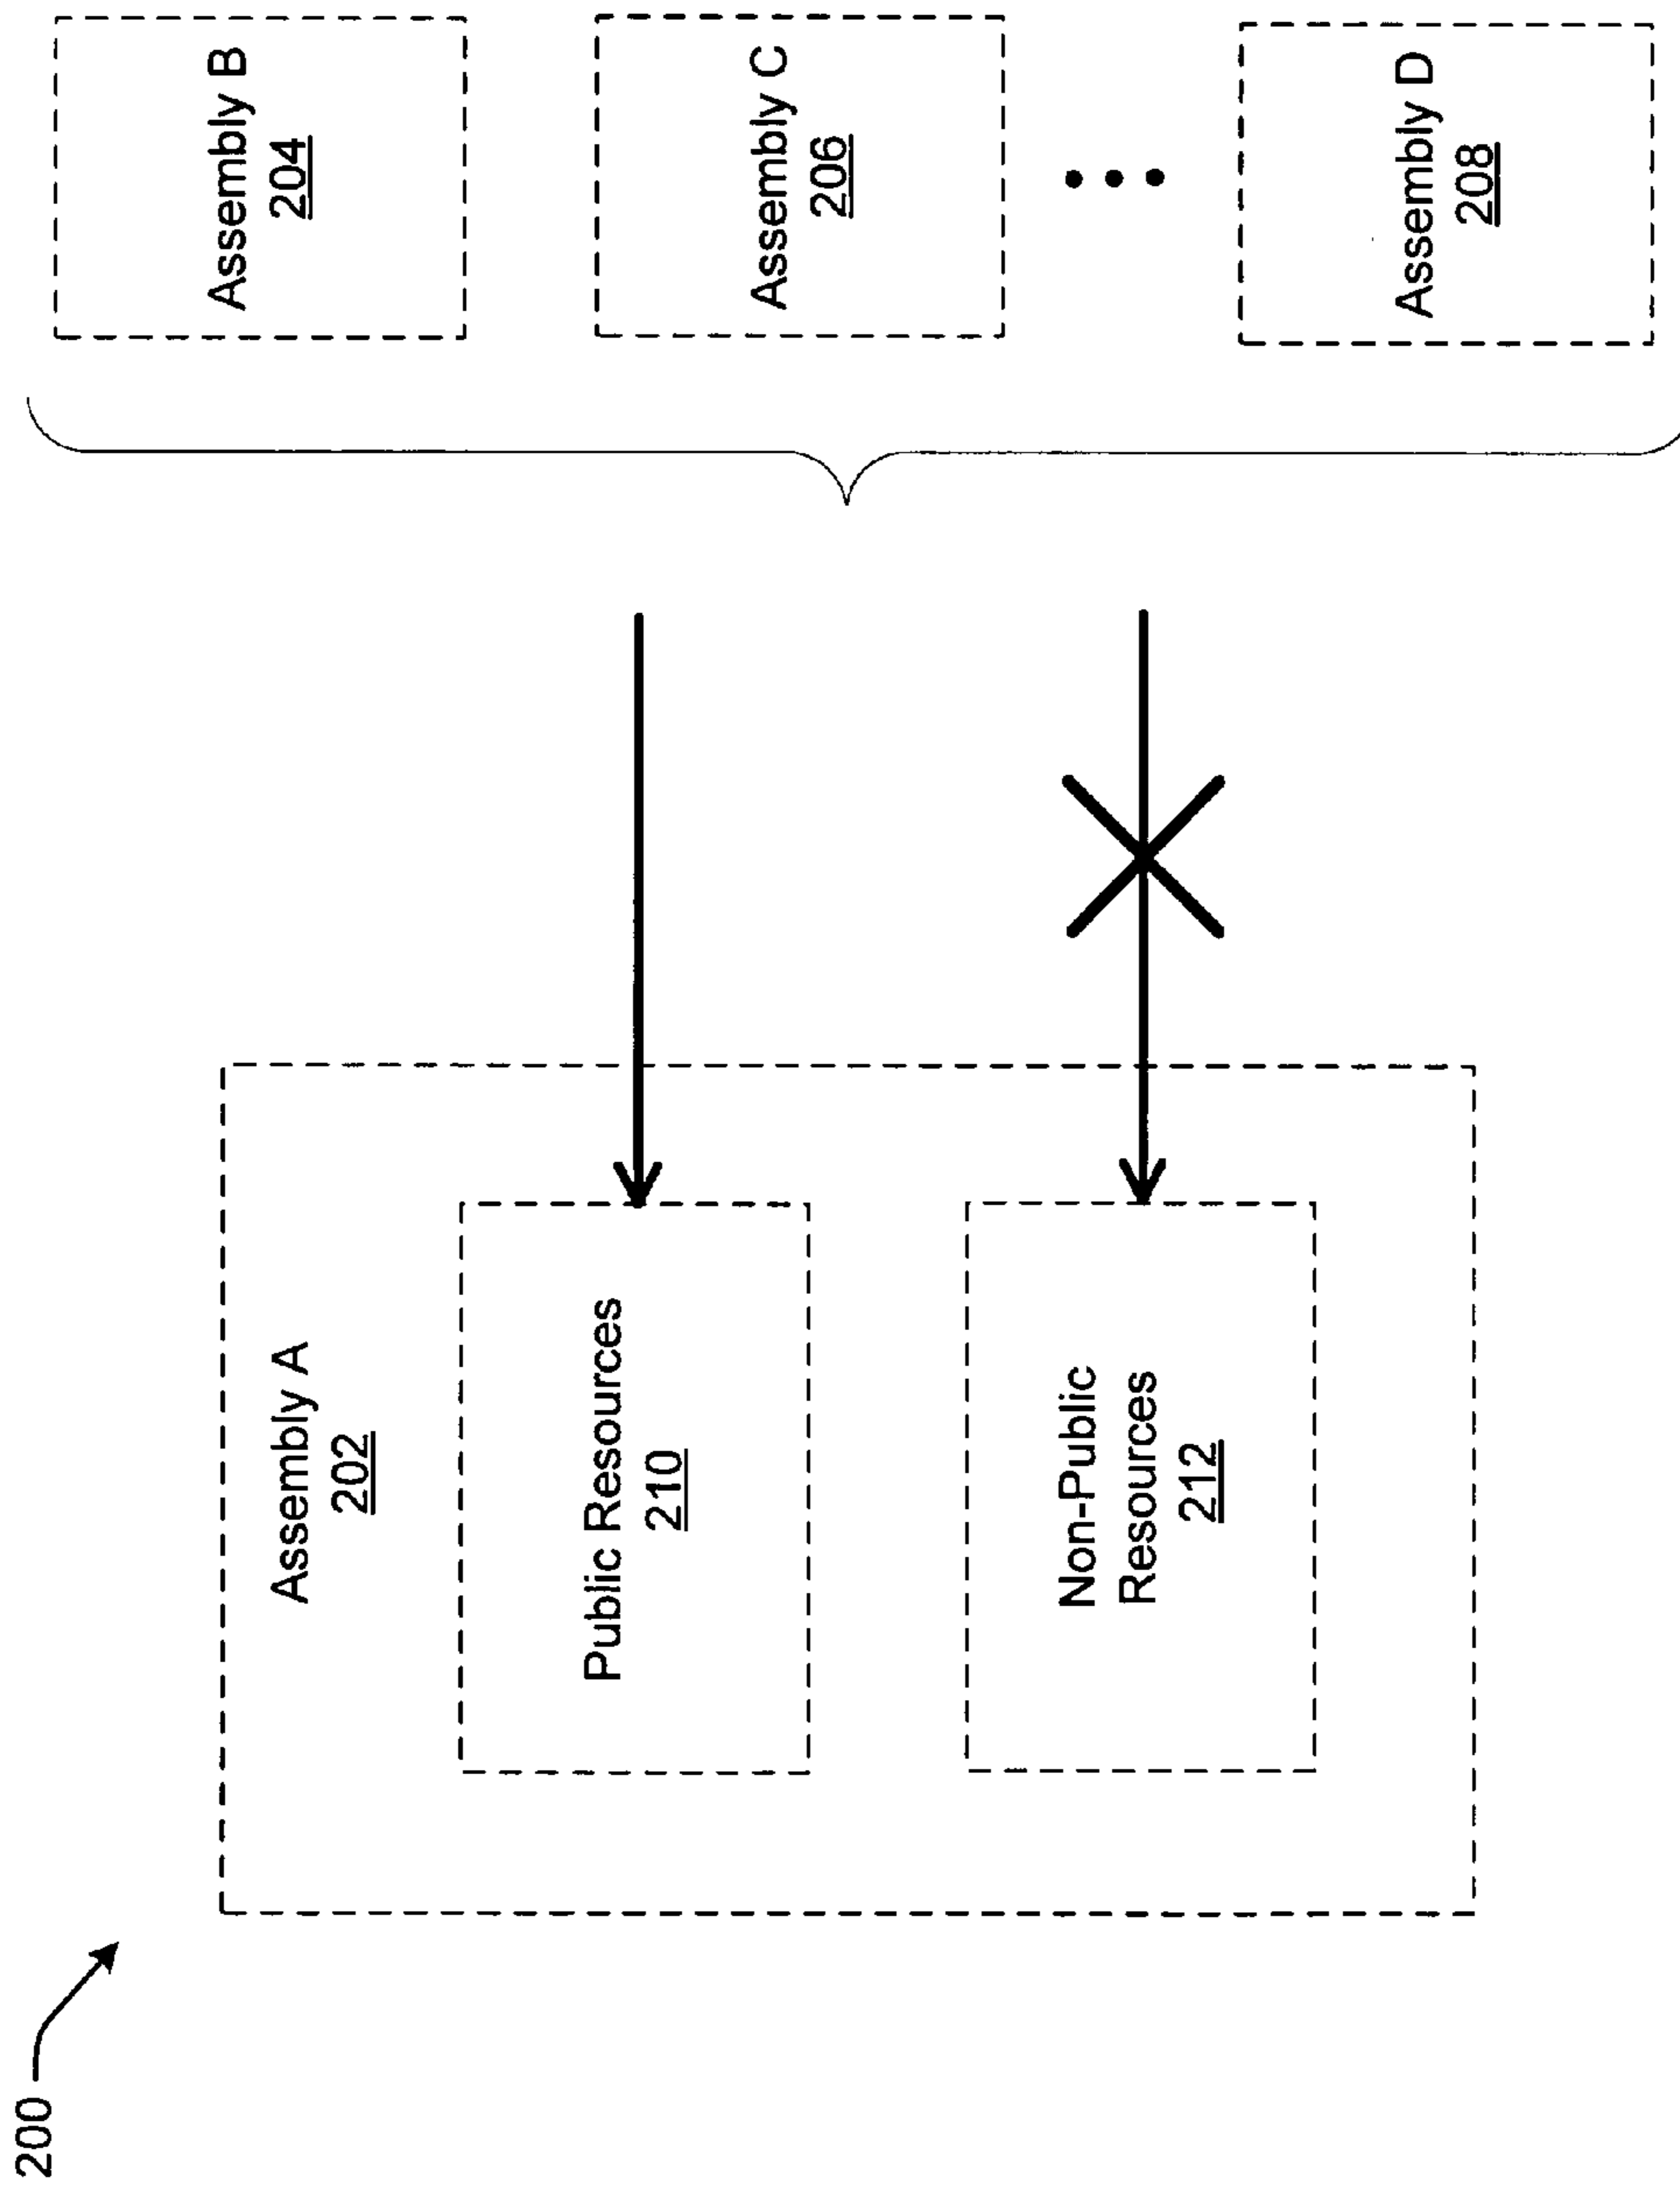 200
Assembly A
202
Public Resources
210
Non-Public
Resources
212
Assembly B
204
Assembly C
206
Assembly D
208